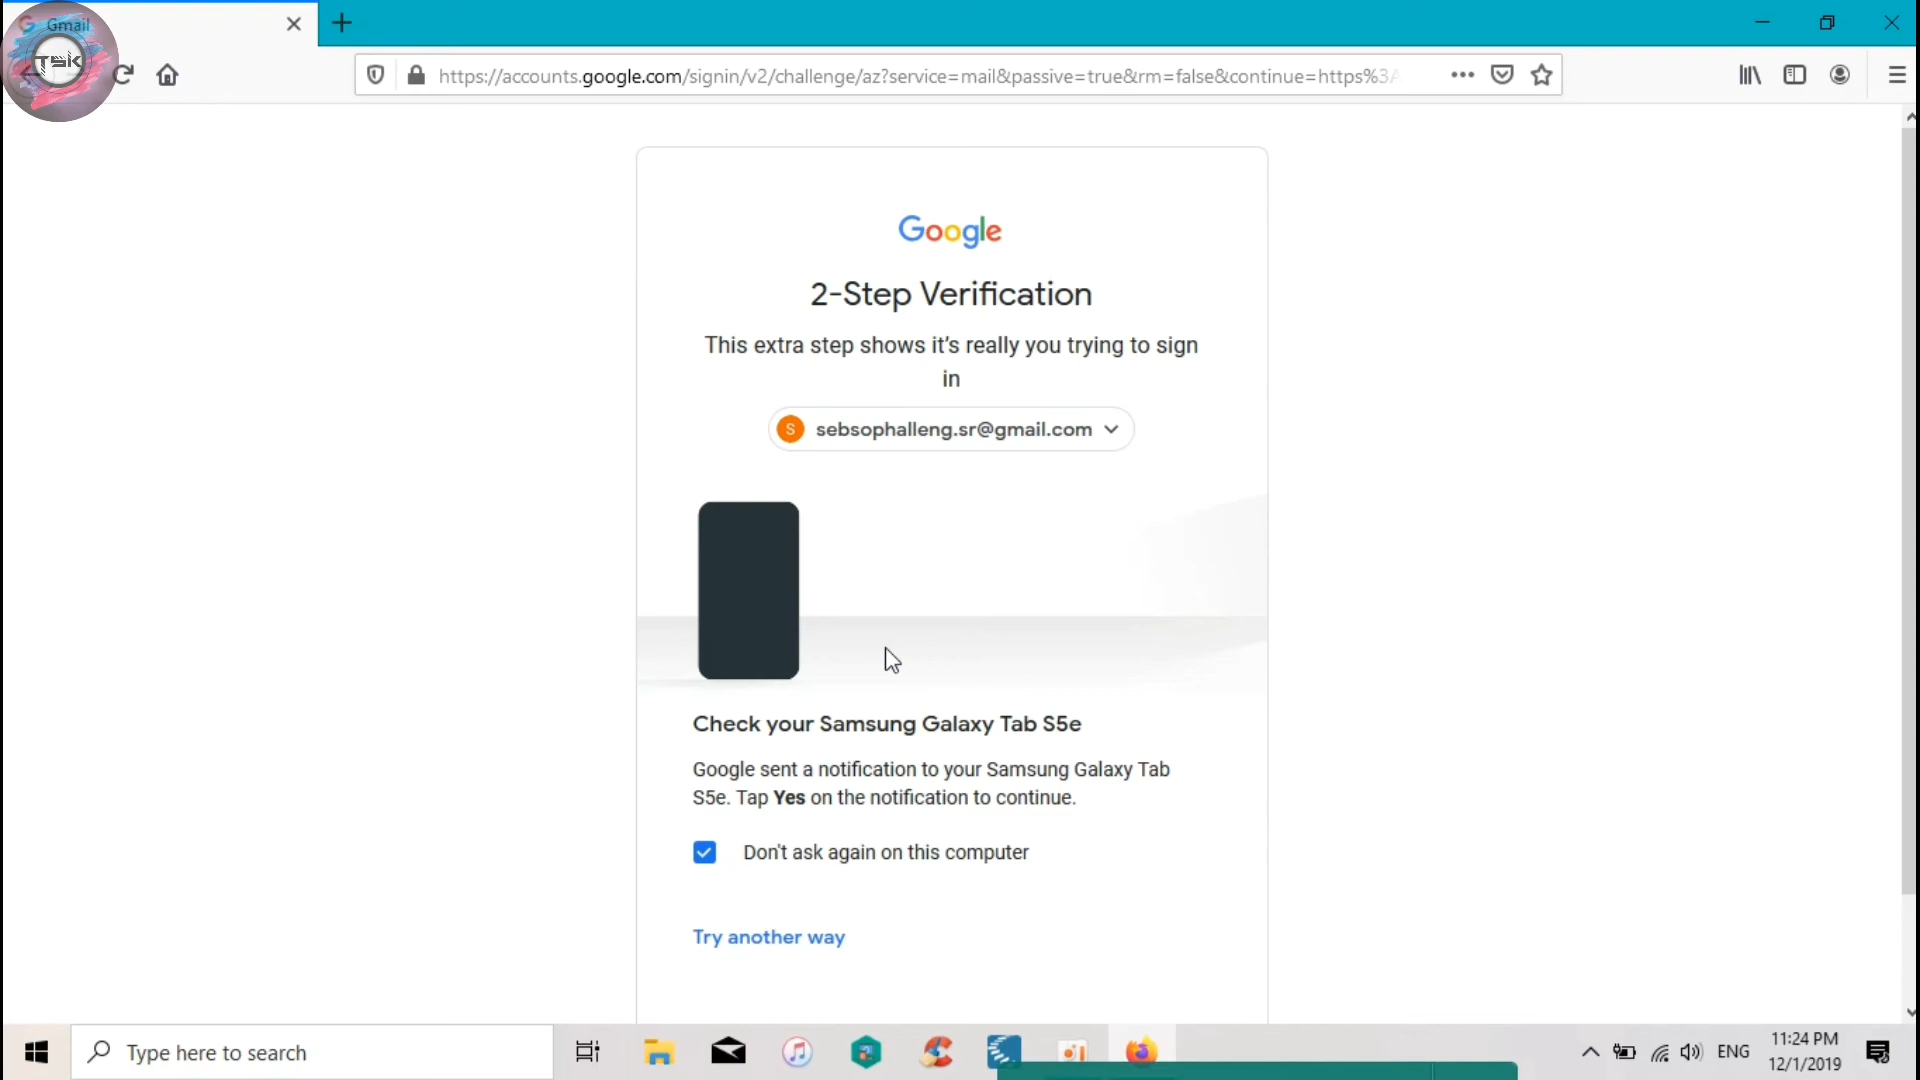 Gmail
TSK
https://accounts.google.com/signin/v2/challenge/az?service=mail&passive=true&rm=false&continue=https%3A
Google
2-Step Verification
This extra step shows it's really you trying to sign
in
S
sebsophalleng.sr@gmail.com
Check your Samsung Galaxy Tab S5e
Google sent a notification to your Samsung Galaxy Tab
S5e. Tap Yes on the notification to continue.
Don't ask again on this computer
Try another way
Type here to search
ENG
11:24 PM
12/1/2019